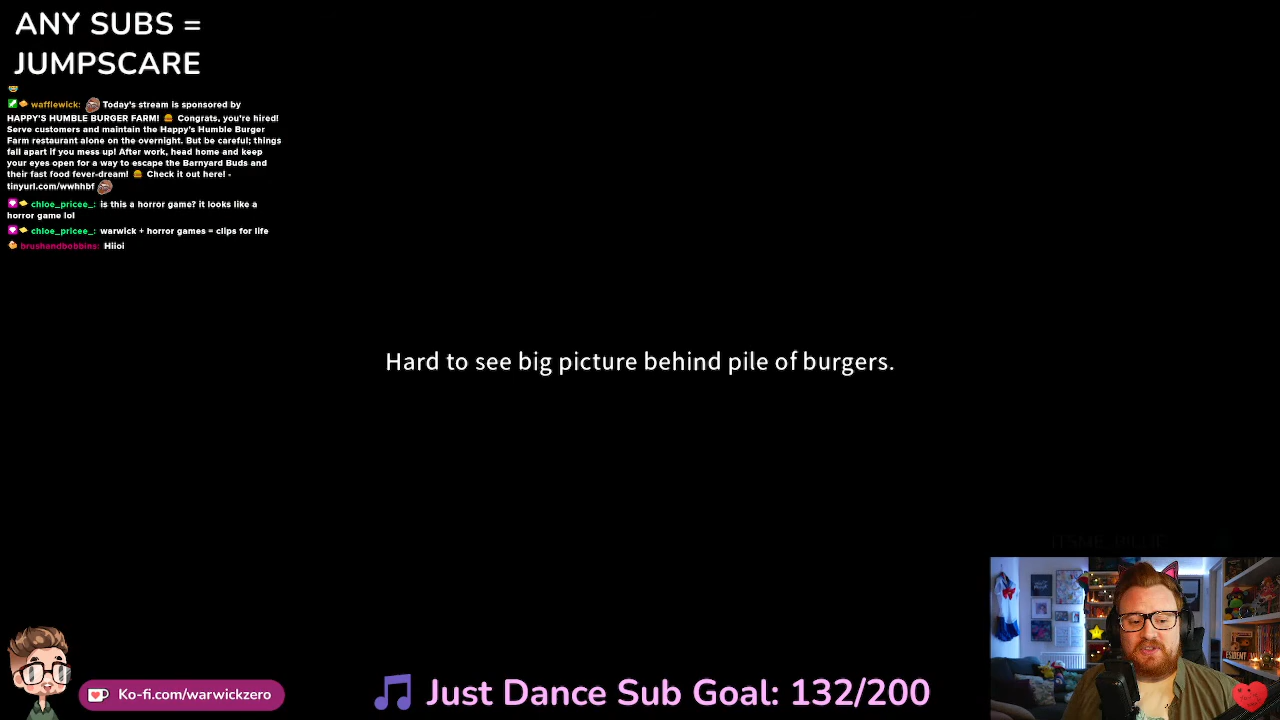 ANY SUBS =
JUMPSCARE
wafflewick: Today's stream is sponsored by
HAPPY'S HUMBLE BURGER FARM! 🍔 Congrats, you're hired!
Serve customers and maintain the Happy's Humble Burger
Farm restaurant alone on the overnight. But be careful; things
fall apart if you mess up! After work, head home and keep
your eyes open for a way to escape the Barnyard Buds and
their fast food fever-dream! 🍔 Check it out here! -
tinyurl.com/wwhhbf
chloe_pricee_: is this a horror game? it looks like a
horror game lol
chloe_pricee_: warwick + horror games = clips for life
brushandbobbins: Hiioi
Hard to see big picture behind pile of burgers.
Ko-fi.com/warwickzero
Just Dance Sub Goal: 132/200